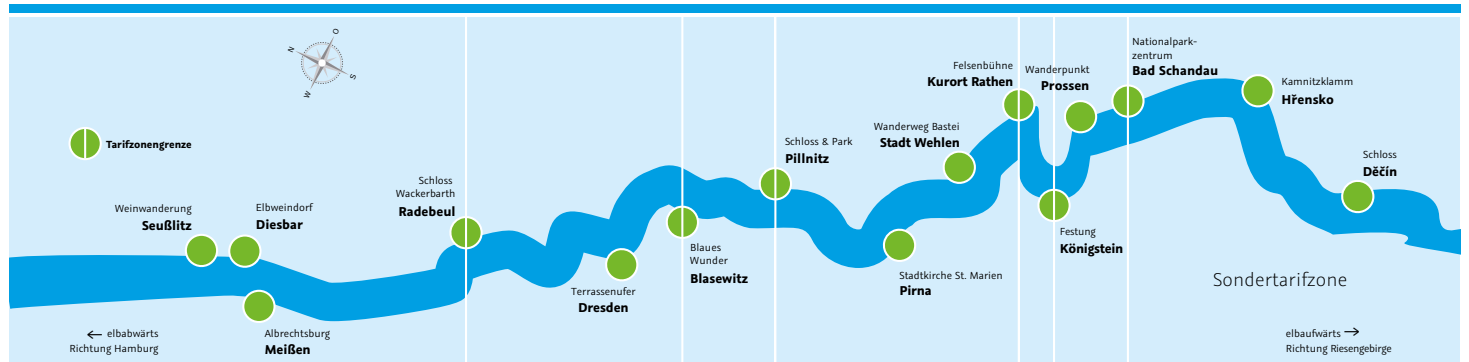 N
O
S
W
Tarifzonengrenze
Weinwanderung
Seußlitz
Elbweindorf
Diesbar
Albrechtsburg
Meißen
← elbabwärts
Richtung Hamburg
Schloss
Wackerbarth
Radebeul
Terrassenufer
Dresden
Blaues
Wunder
Blasewitz
Schloss & Park
Pillnitz
Stadtkirche St. Marien
Pirna
Wanderweg Bastei
Stadt Wehlen
Felsenbühne
Kurort Rathen
Wanderpunkt
Prossen
Festung
Königstein
Nationalpark-
zentrum
Bad Schandau
Kamnitzklamm
Hřensko
Schloss
Děčín
Sondertarifzone
elbaufwärts →
Richtung Riesengebirge